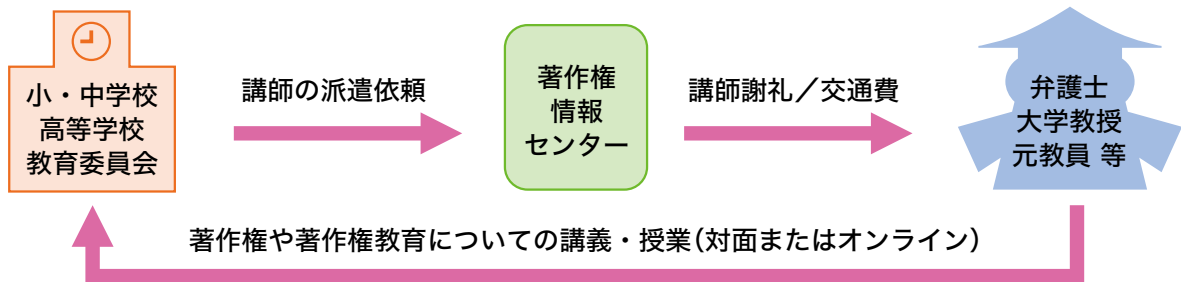 小・中学校
高等学校
教育委員会
講師の派遣依頼
著作権
情報
センター
講師謝礼／交通費
弁護士
大学教授
元教員 等
著作権や著作権教育についての講義・授業（対面またはオンライン）